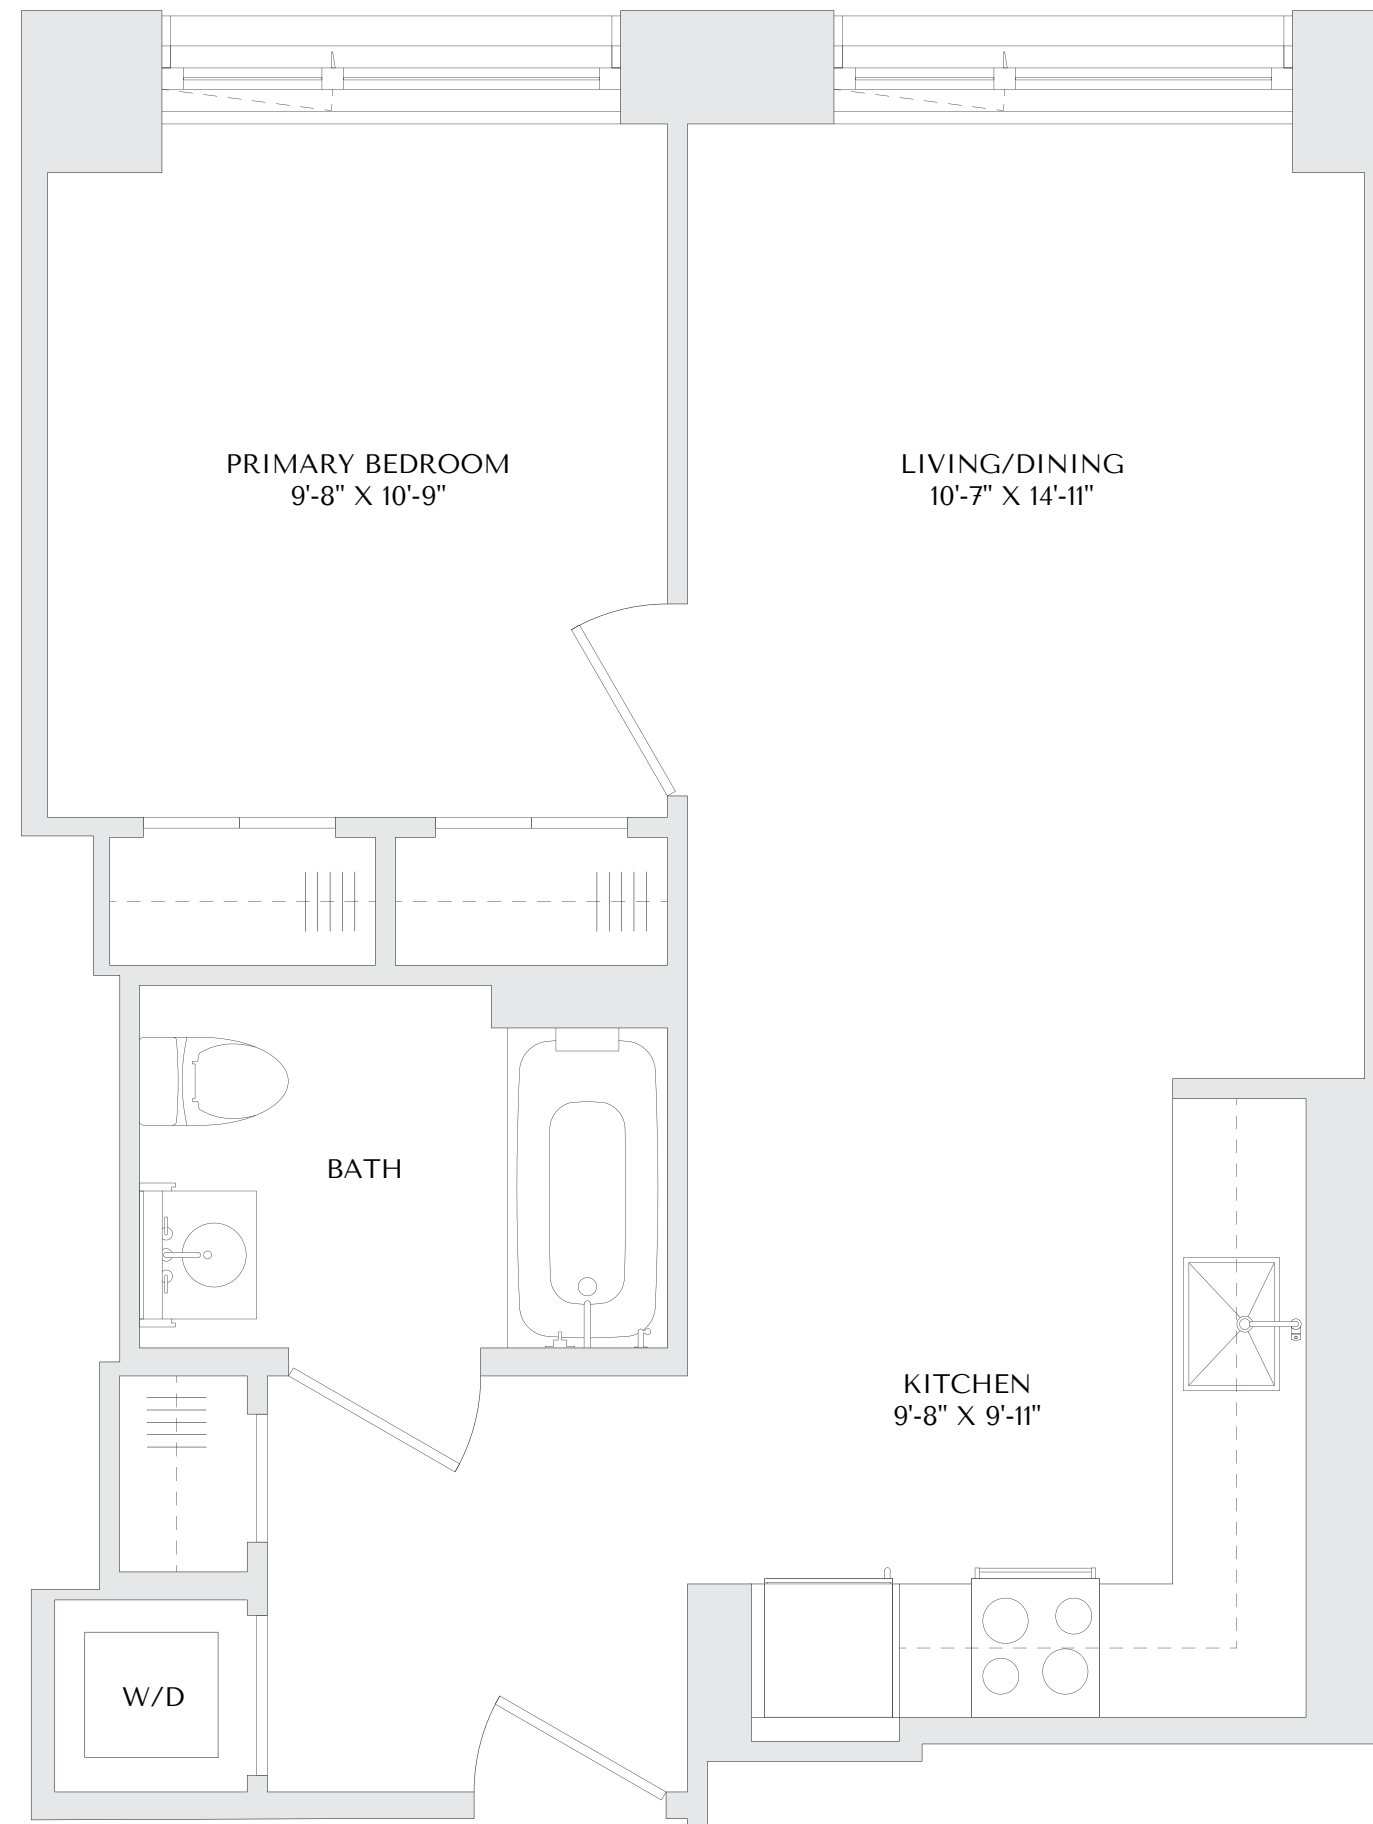 PRIMARY BEDROOM
9'-8" X 10'-9"
LIVING/DINING
10'-7" X 14'-11"
BATH
KITCHEN
9'-8" X 9'-11"
W/D